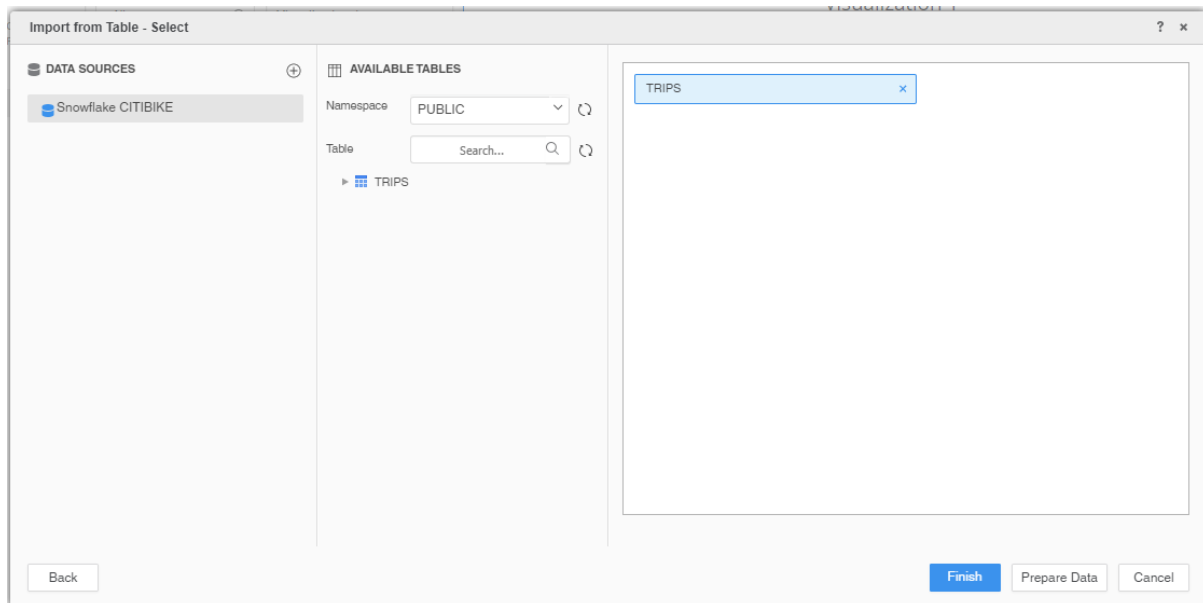 Import from Table - Select
?
×
DATA SOURCES
Snowflake CITIBIKE
AVAILABLE TABLES
Namespace
PUBLIC
Table
Search...
TRIPS
TRIPS
×
Back
Finish
Prepare Data
Cancel